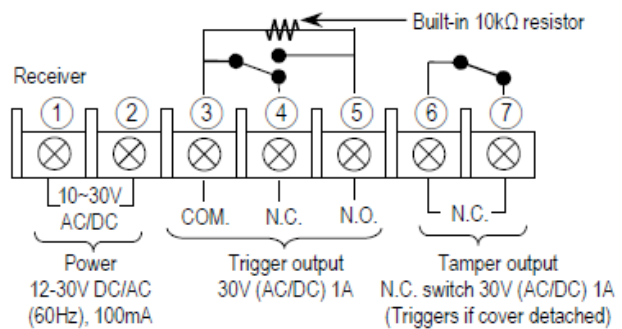 Built-in 10kΩ resistor
Receiver
1 2 3 4 5 6 7
10~30V
AC/DC
COM. N.C. N.O. N.C.
Power
12-30V DC/AC
(60Hz), 100mA
Trigger output
30V (AC/DC) 1A
Tamper output
N.C. switch 30V (AC/DC) 1A
(Triggers if cover detached)